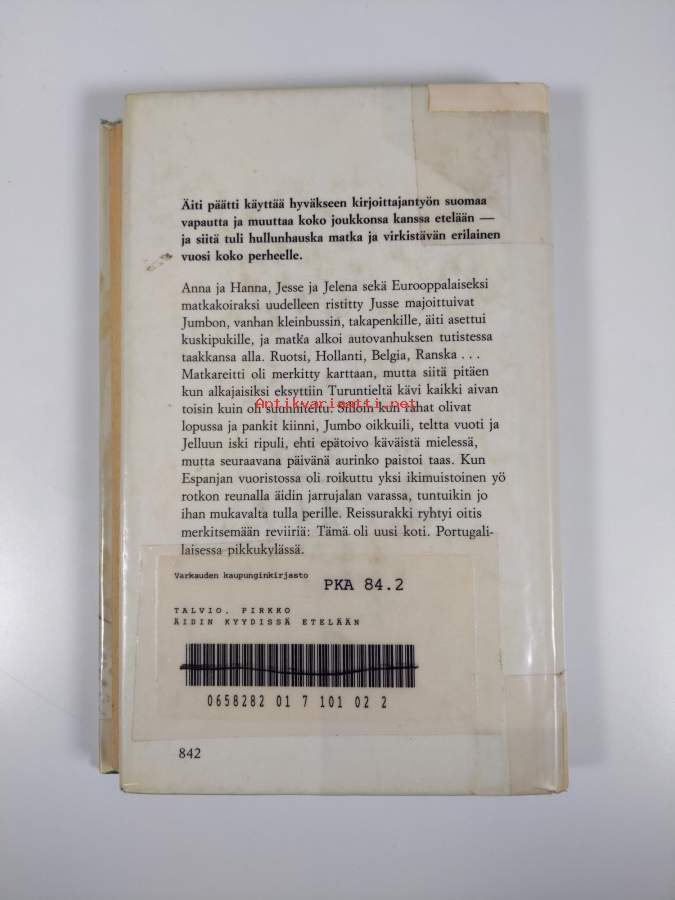 Äiti päätti käyttää hyväkseen kirjoittajantyön suomaa
vapautta ja muuttaa koko joukkonsa kanssa etelään —
ja siitä tuli hullunhauska matka ja virkistävän erilainen
vuosi koko perheelle.
Anna ja Hanna, Jesse ja Jelena sekä Eurooppalaiseksi
matkakoiraksi uudelleen ristitty Jusse majoittuivat
Jumbon, vanhan kleinbussin, takapenkille, äiti asettui
kuskipukille, ja matka alkoi autovanhuksen tutistessa
taakkansa alla. Ruotsi, Hollanti, Belgia, Ranska . . .
Matkareitti oli merkitty karttaan, mutta siitä pitäen
kun alkajaisiksi eksyttiin Turuntieltä kävi kaikki aivan
toisin kuin oli suunniteltu. Silloin kun rahat olivat
Antikvariaatti.net
lopussa ja pankit kiinni, Jumbo oikkuili, teltta vuoti ja
Jelluun iski ripuli, ehti epätoivo käväistä mielessä,
mutta seuraavana päivänä aurinko paistoi taas. Kun
Espanjan vuoristossa oli roikuttu yksi ikimuistoinen yö
rotkon reunalla äidin jarrujalan varassa, tuntuikin jo
ihan mukavalta tulla perille. Reissurakki ryhtyi oitis
merkitsemään reviiriä: Tämä oli uusi koti. Portugali-
laisessa pikkukylässä.
Varkauden kaupunginkirjasto
PKA 84.2
TALVIO, PIRKKO
ÄIDIN KYYDISSÄ ETELÄÄN
0658282 01 7 101 02 2
842